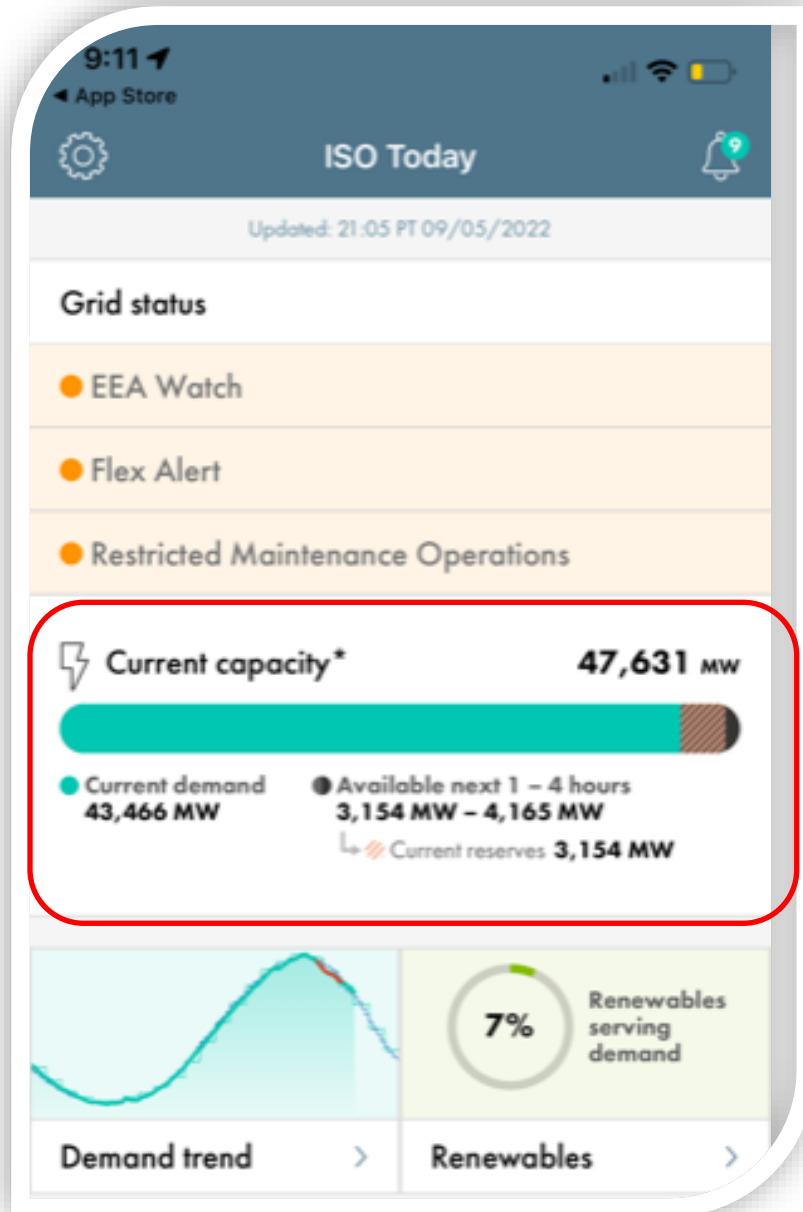 9:11
App Store
ISO Today
9
Updated: 21:05 PT 09/05/2022
Grid status
EEA Watch
Flex Alert
Restricted Maintenance Operations
Current capacity* 47,631 MW
Current demand
43,466 MW
Available next 1 – 4 hours
3,154 MW – 4,165 MW
Current reserves 3,154 MW
7%
Renewables
serving
demand
Demand trend
Renewables